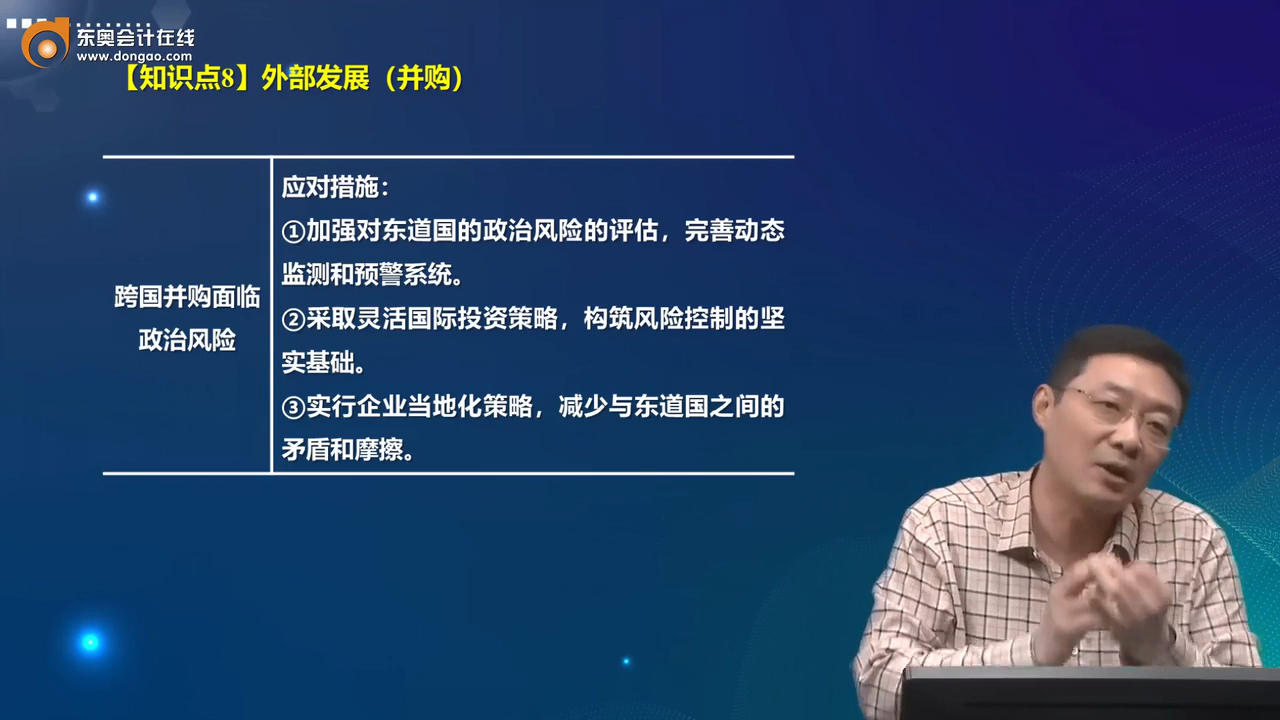 东奥会计在线
www.dongao.com
【知识点8】外部发展（并购）
跨国并购面临
政治风险
应对措施：
①加强对东道国的政治风险的评估，完善动态
监测和预警系统。
②采取灵活国际投资策略，构筑风险控制的坚
实基础。
③实行企业当地化策略，减少与东道国之间的
矛盾和摩擦。